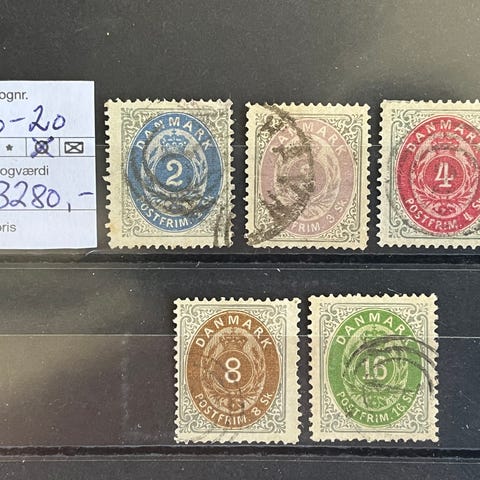 ognr.
-20
ogværdi
3280,-
oris
DANMARK
2
POSTFRIM. 2
DANMARK
POSTFRIM. 3 Sk.
DANMARK
4
POSTFRIM. 4 Sk.
DANMARK
8
POSTFRIM. 8 Sk.
DANMARK
16
POSTFRIM. 16 Sk.